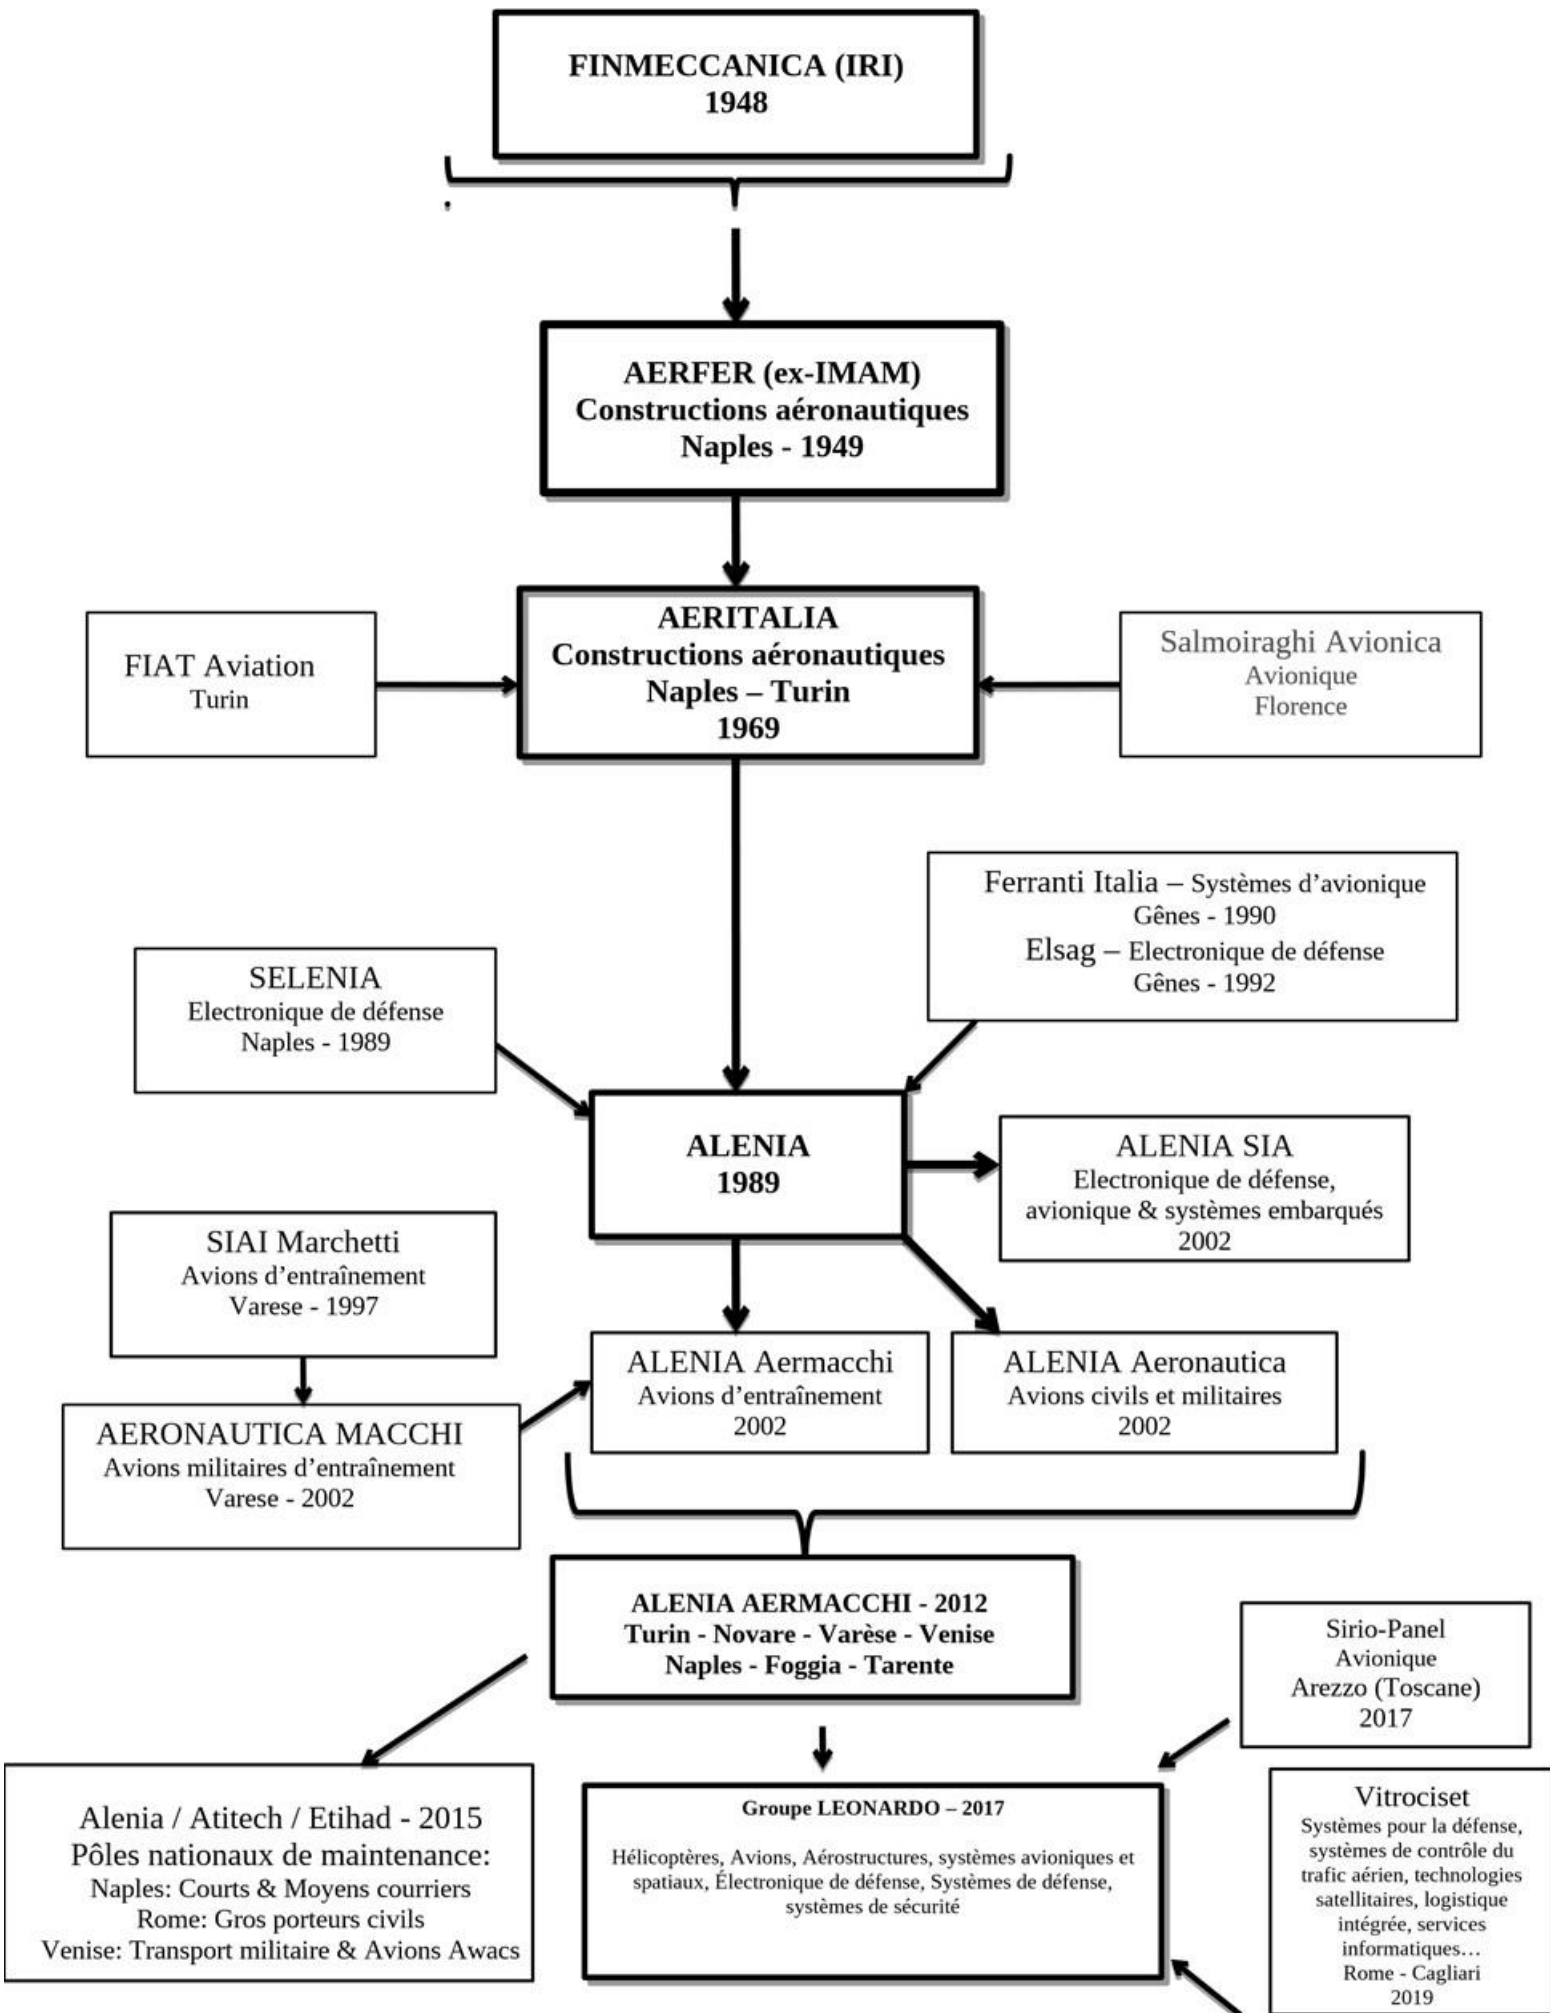 FINMECCANICA (IRI)
1948
AERFER (ex-IMAM)
Constructions aéronautiques
Naples - 1949
AERITALIA
Constructions aéronautiques
Naples – Turin
1969
FIAT Aviation
Turin
Salmoiraghi Avionica
Avionique
Florence
Ferranti Italia – Systèmes d’avionique
Gênes - 1990
Elsag – Electronique de défense
Gênes - 1992
SELENIA
Electronique de défense
Naples - 1989
ALENIA
1989
ALENIA SIA
Electronique de défense,
avionique & systèmes embarqués
2002
SIAI Marchetti
Avions d’entraînement
Varese - 1997
ALENIA Aermacchi
Avions d’entraînement
2002
ALENIA Aeronautica
Avions civils et militaires
2002
AERONAUTICA MACCHI
Avions militaires d’entraînement
Varese - 2002
ALENIA AERMACCHI - 2012
Turin - Novare - Varèse - Venise
Naples - Foggia - Tarente
Sirio-Panel
Avionique
Arezzo (Toscane)
2017
Alenia / Atitech / Etihad - 2015
Pôles nationaux de maintenance:
Naples: Courts & Moyens courriers
Rome: Gros porteurs civils
Venise: Transport militaire & Avions Awacs
Groupe LEONARDO – 2017
Hélicoptères, Avions, Aérostructures, systèmes avioniques et
spatiaux, Électronique de défense, Systèmes de défense,
systèmes de sécurité
Vitrociset
Systèmes pour la défense,
systèmes de contrôle du
trafic aérien, technologies
satellitaires, logistique
intégrée, services
informatiques…
Rome - Cagliari
2019